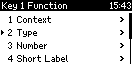 Key 1 Function 15:43
1 Context >
2 Type >
3 Number >
4 Short Label >